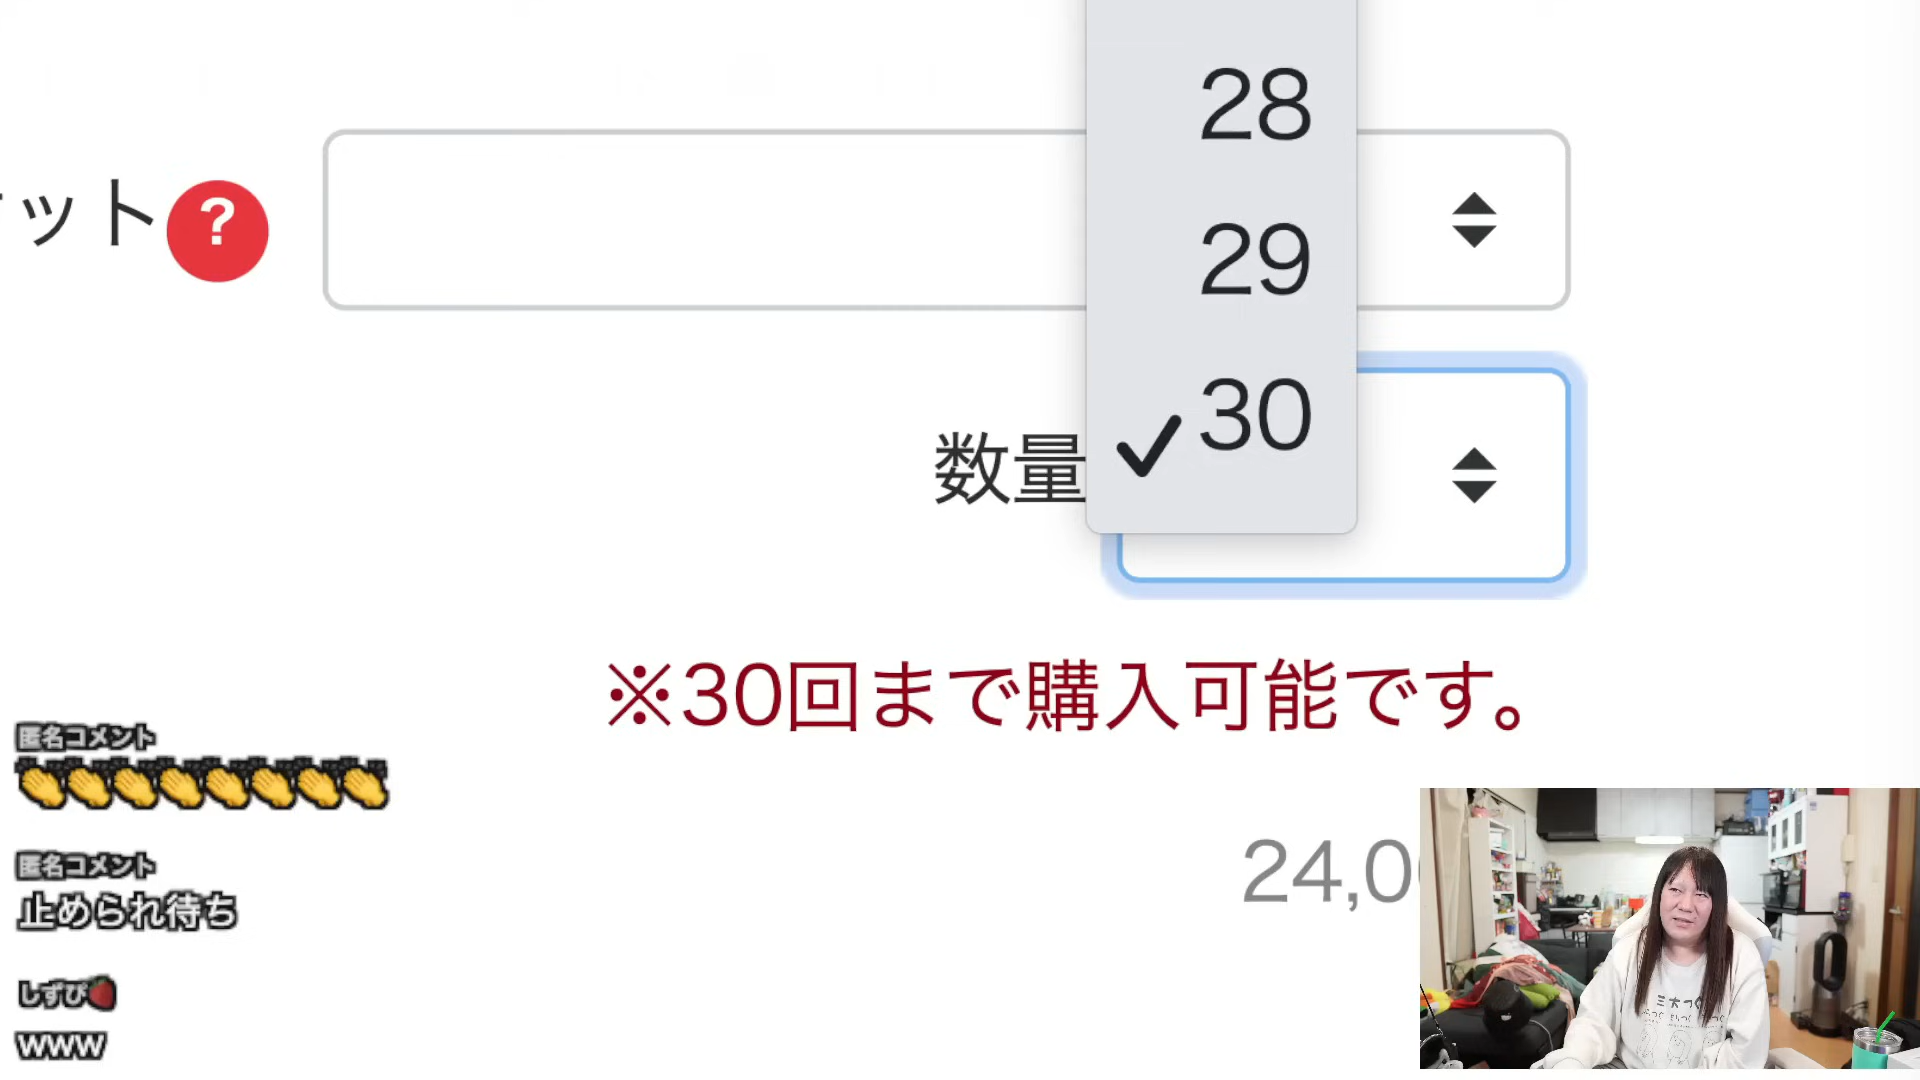 28
ット
?
29
30
数量
※30回まで購入可能です。
24,0
匿名コメント
👏👏👏👏👏👏👏👏
匿名コメント
止められ待ち
しずぴ🍓
www